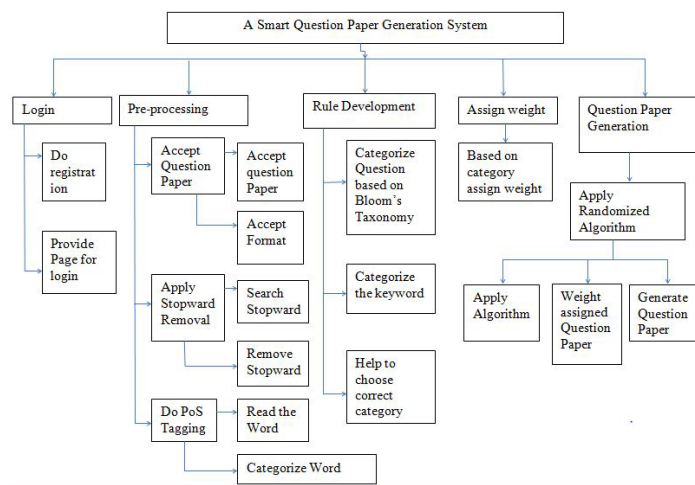 A Smart Question Paper Generation System
Login
Pre-processing
Rule Development
Assign weight
Question Paper
Generation
Do
registrat
ion
Accept
Question
Paper
Accept
question
Paper
Categorize
Question
based on
Bloom's
Taxonomy
Based on
category
assign weight
Apply
Randomized
Algorithm
Accept
Format
Provide
Page for
login
Apply
Stopward
Removal
Search
Stopward
Categorize
the keyword
Apply
Algorithm
Weight
assigned
Question
Paper
Generate
Question
Paper
Remove
Stopward
Help to
choose
correct
category
Do PoS
Tagging
Read the
Word
Categorize Word